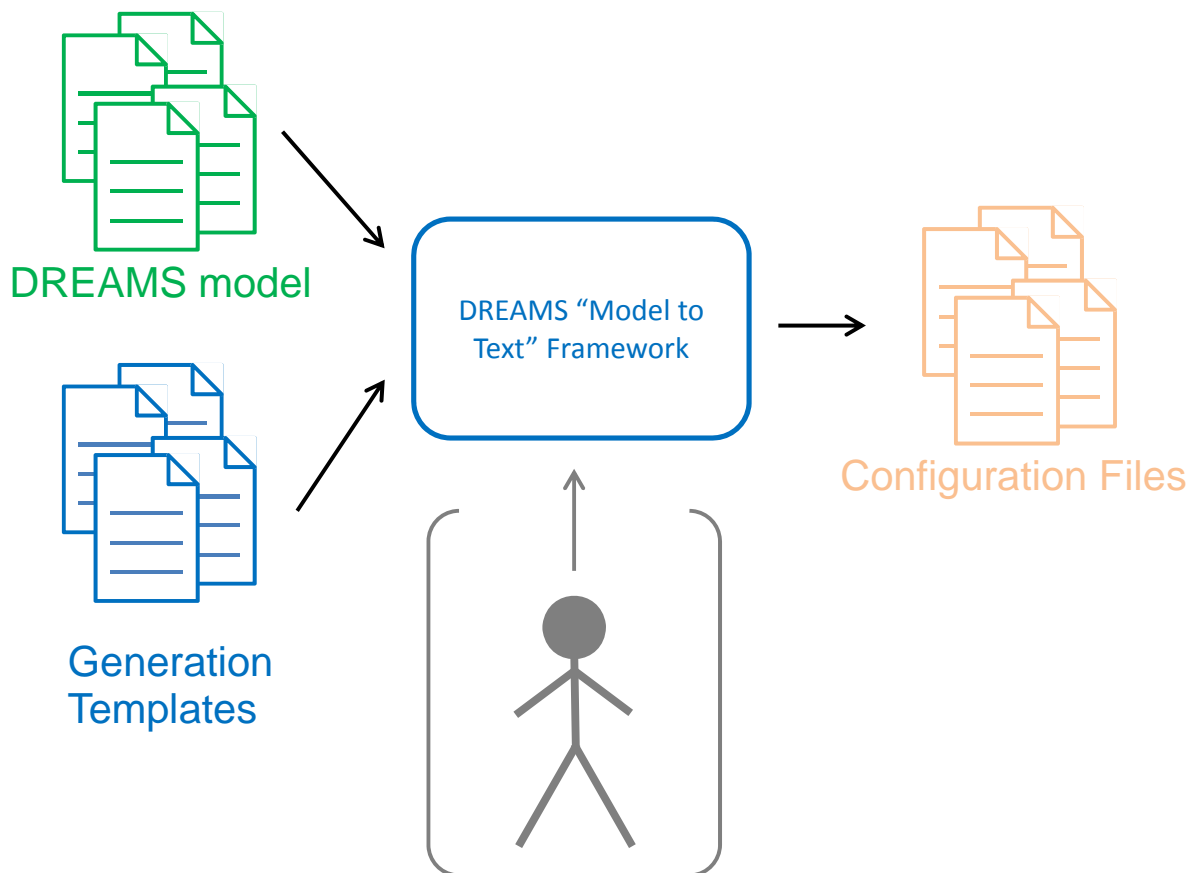 DREAMS model
DREAMS “Model to
Text” Framework
Configuration Files
Generation
Templates